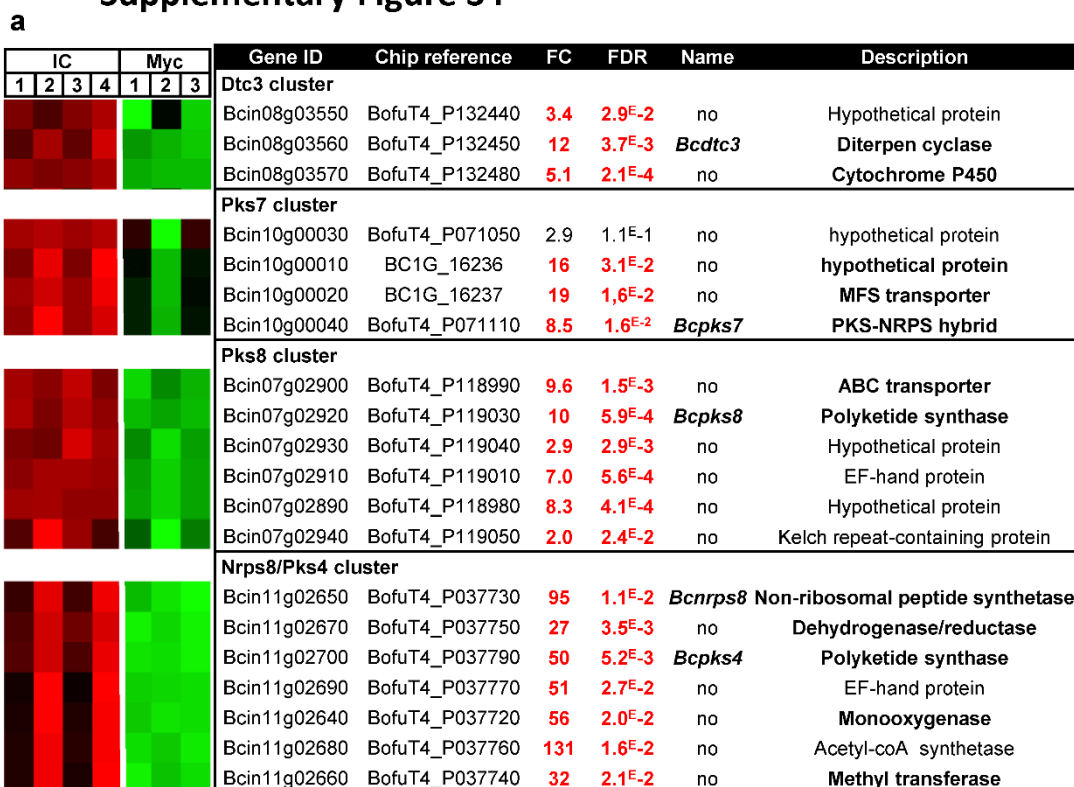 a
IC Myc Gene ID Chip reference FC FDR Name Description
1 2 3 4 1 2 3 Dtc3 cluster
Bcin08g03550 BofuT4_P132440 3.4 2.9E-2 no Hypothetical protein
Bcin08g03560 BofuT4_P132450 12 3.7E-3 Bcdtc3 Diterpen cyclase
Bcin08g03570 BofuT4_P132480 5.1 2.1E-4 no Cytochrome P450
Pks7 cluster
Bcin10g00030 BofuT4_P071050 2.9 1.1E-1 no hypothetical protein
Bcin10g00010 BC1G_16236 16 3.1E-2 no hypothetical protein
Bcin10g00020 BC1G_16237 19 1,6E-2 no MFS transporter
Bcin10g00040 BofuT4_P071110 8.5 1.6E-2 Bcpks7 PKS-NRPS hybrid
Pks8 cluster
Bcin07g02900 BofuT4_P118990 9.6 1.5E-3 no ABC transporter
Bcin07g02920 BofuT4_P119030 10 5.9E-4 Bcpks8 Polyketide synthase
Bcin07g02930 BofuT4_P119040 2.9 2.9E-3 no Hypothetical protein
Bcin07g02910 BofuT4_P119010 7.0 5.6E-4 no EF-hand protein
Bcin07g02890 BofuT4_P118980 8.3 4.1E-4 no Hypothetical protein
Bcin07g02940 BofuT4_P119050 2.0 2.4E-2 no Kelch repeat-containing protein
Nrps8/Pks4 cluster
Bcin11g02650 BofuT4_P037730 95 1.1E-2 Bcnrps8 Non-ribosomal peptide synthetase
Bcin11g02670 BofuT4_P037750 27 3.5E-3 no Dehydrogenase/reductase
Bcin11g02700 BofuT4_P037790 50 5.2E-3 Bcpks4 Polyketide synthase
Bcin11g02690 BofuT4_P037770 51 2.7E-2 no EF-hand protein
Bcin11g02640 BofuT4_P037720 56 2.0E-2 no Monooxygenase
Bcin11g02680 BofuT4_P037760 131 1.6E-2 no Acetyl-coA synthetase
Bcin11g02660 BofuT4_P037740 32 2.1E-2 no Methyl transferase